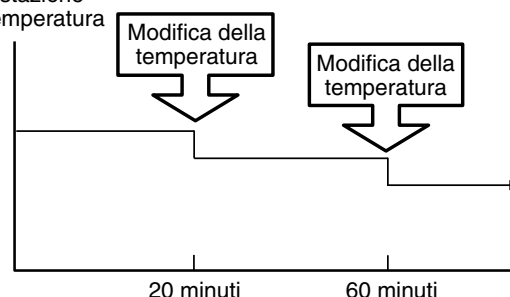 Modifica della
temperatura
Modifica della
temperatura
20 minuti
60 minuti